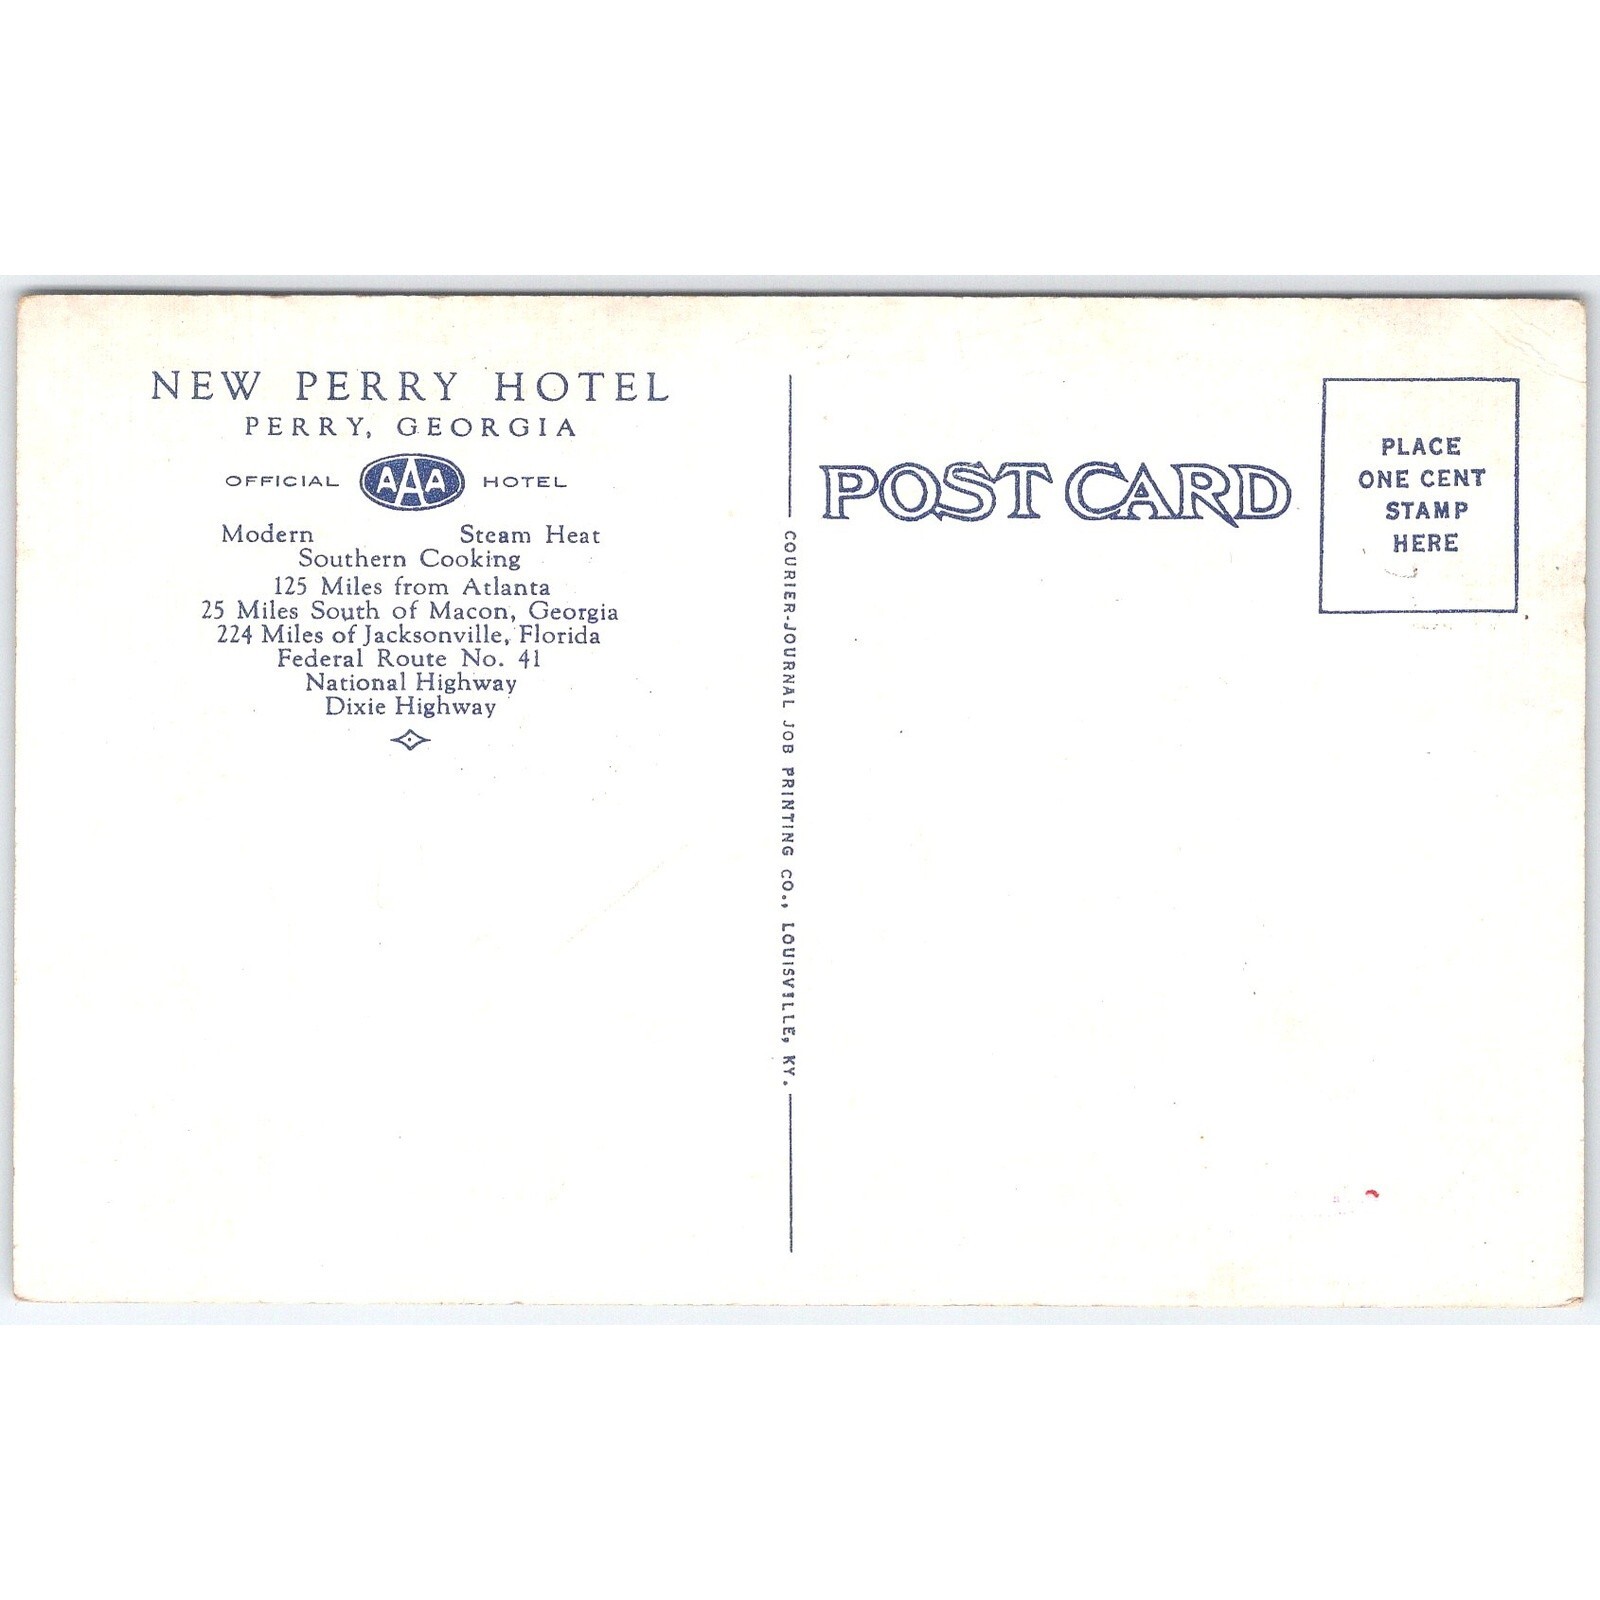 NEW PERRY HOTEL
PERRY, GEORGIA
OFFICIAL AAA HOTEL
Modern Steam Heat
Southern Cooking
125 Miles from Atlanta
25 Miles South of Macon, Georgia
224 Miles of Jacksonville, Florida
Federal Route No. 41
National Highway
Dixie Highway
COURIER-JOURNAL JOB PRINTING CO., LOUISVILLE, KY.
POST CARD
PLACE
ONE CENT
STAMP
HERE